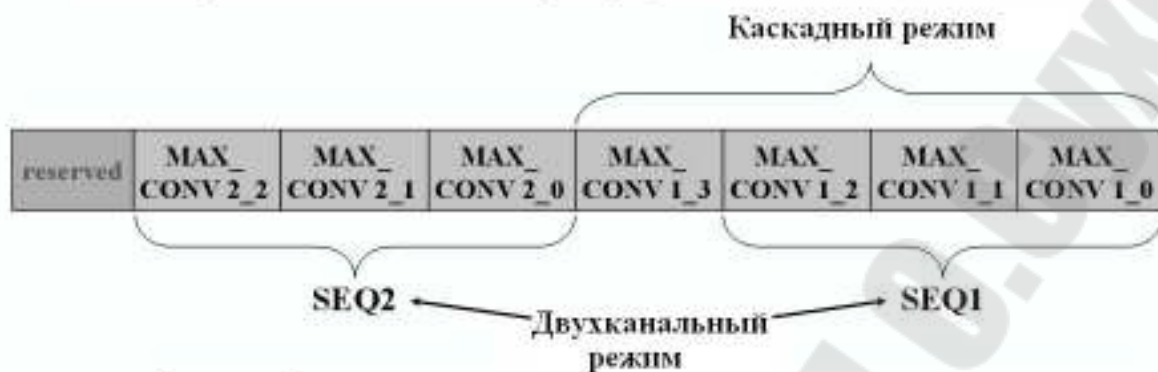 Каскадный режим
reserved
MAX_
CONV 2_2
MAX_
CONV 2_1
MAX_
CONV 2_0
MAX_
CONV 1_3
MAX_
CONV 1_2
MAX_
CONV 1_1
MAX_
CONV 1_0
SEQ2
SEQ1
Двухканальный
режим